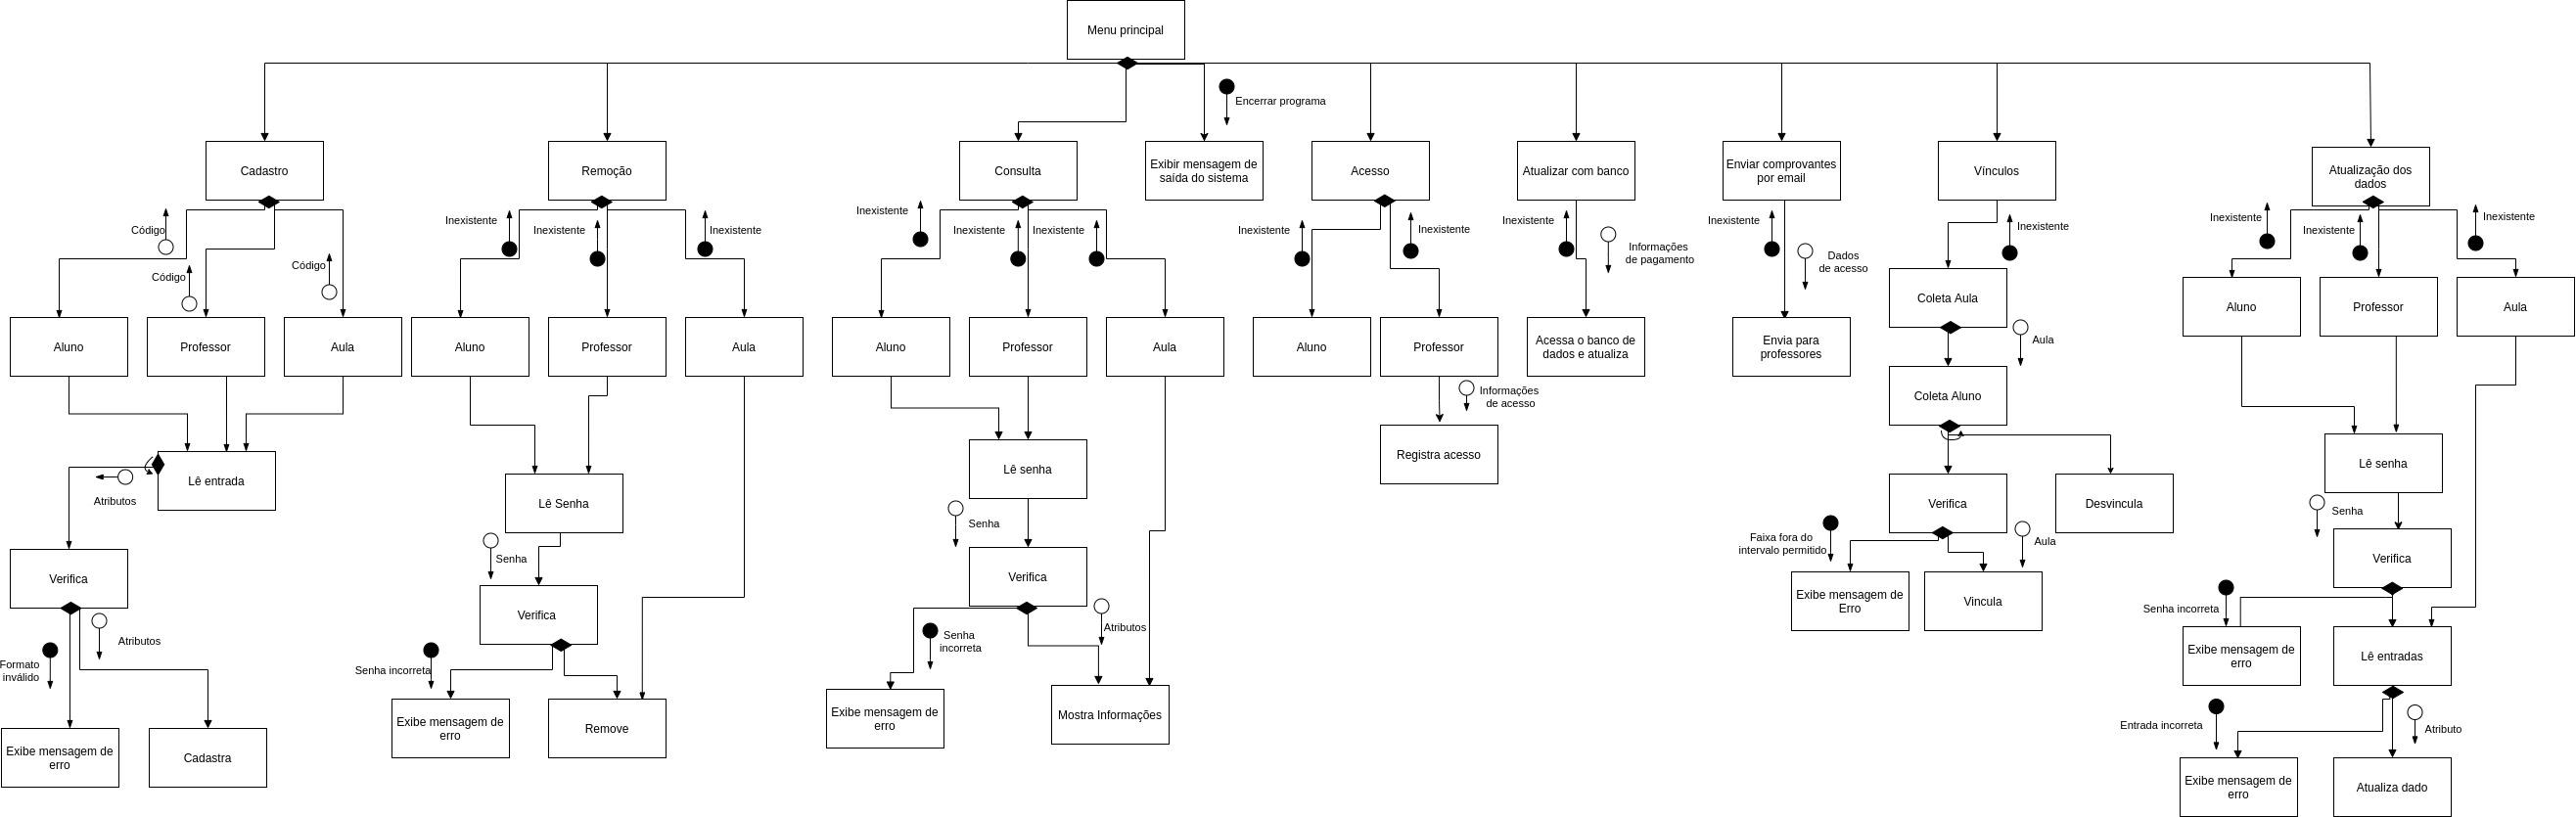 Menu principal
Encerrar programa
Cadastro
Remoção
Consulta
Exibir mensagem de
saída do sistema
Acesso
Atualizar com banco
Enviar comprovantes
por email
Vínculos
Atualização dos
dados
Código
Código
Código
Inexistente
Inexistente
Inexistente
Inexistente
Inexistente
Inexistente
Inexistente
Inexistente
Inexistente
Informações
de pagamento
Inexistente
Dados
de acesso
Inexistente
Inexistente
Inexistente
Inexistente
Aluno
Professor
Aula
Aluno
Professor
Aula
Aluno
Professor
Aula
Aluno
Professor
Acessa o banco de
dados e atualiza
Envia para
professores
Coleta Aula
Aula
Aluno
Professor
Aula
Informações
de acesso
Registra acesso
Coleta Aluno
Lê entrada
Atributos
Lê Senha
Senha
Lê senha
Senha
Verifica
Desvincula
Lê senha
Senha
Verifica
Verifica
Verifica
Faixa fora do
intervalo permitido
Aula
Exibe mensagem de
Erro
Vincula
Verifica
Formato
inválido
Atributos
Senha incorreta
Senha
incorreta
Atributos
Senha incorreta
Exibe mensagem de
erro
Lê entradas
Exibe mensagem de
erro
Cadastra
Exibe mensagem de
erro
Remove
Exibe mensagem de
erro
Mostra Informações
Entrada incorreta
Atributo
Exibe mensagem de
erro
Atualiza dado